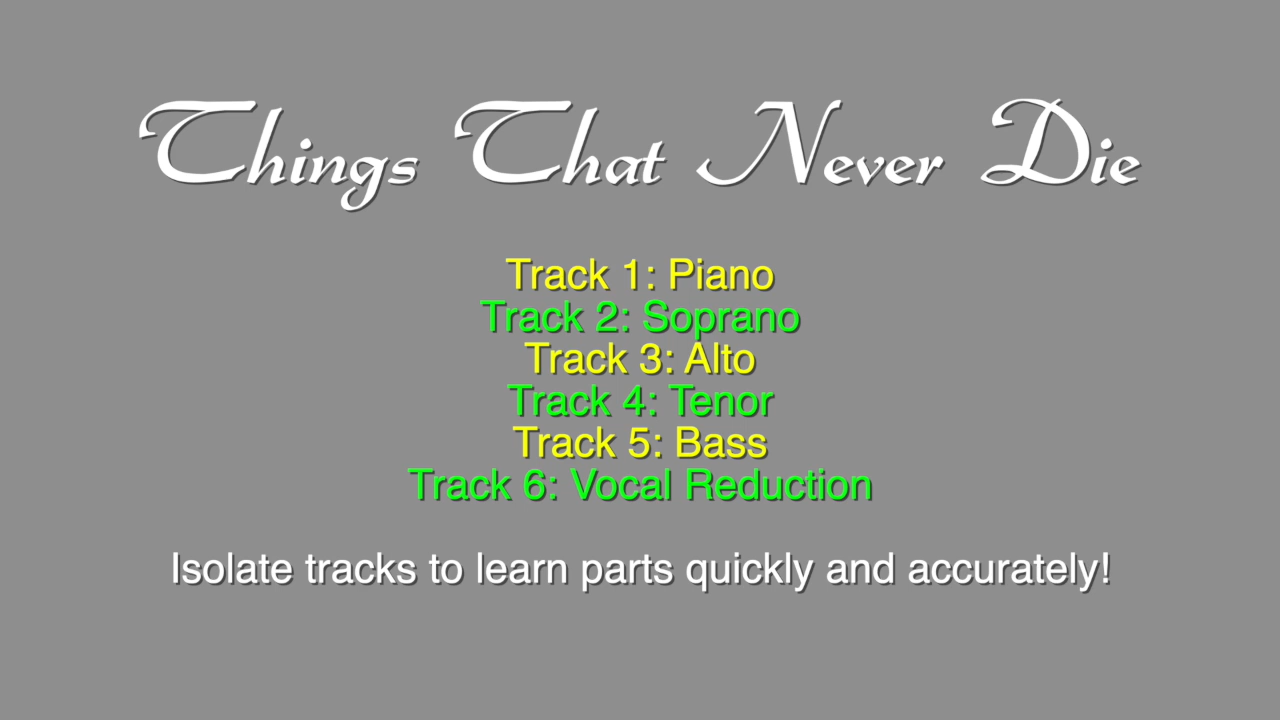 Things That Never Die
Track 1: Piano
Track 2: Soprano
Track 3: Alto
Track 4: Tenor
Track 5: Bass
Track 6: Vocal Reduction
Isolate tracks to learn parts quickly and accurately!